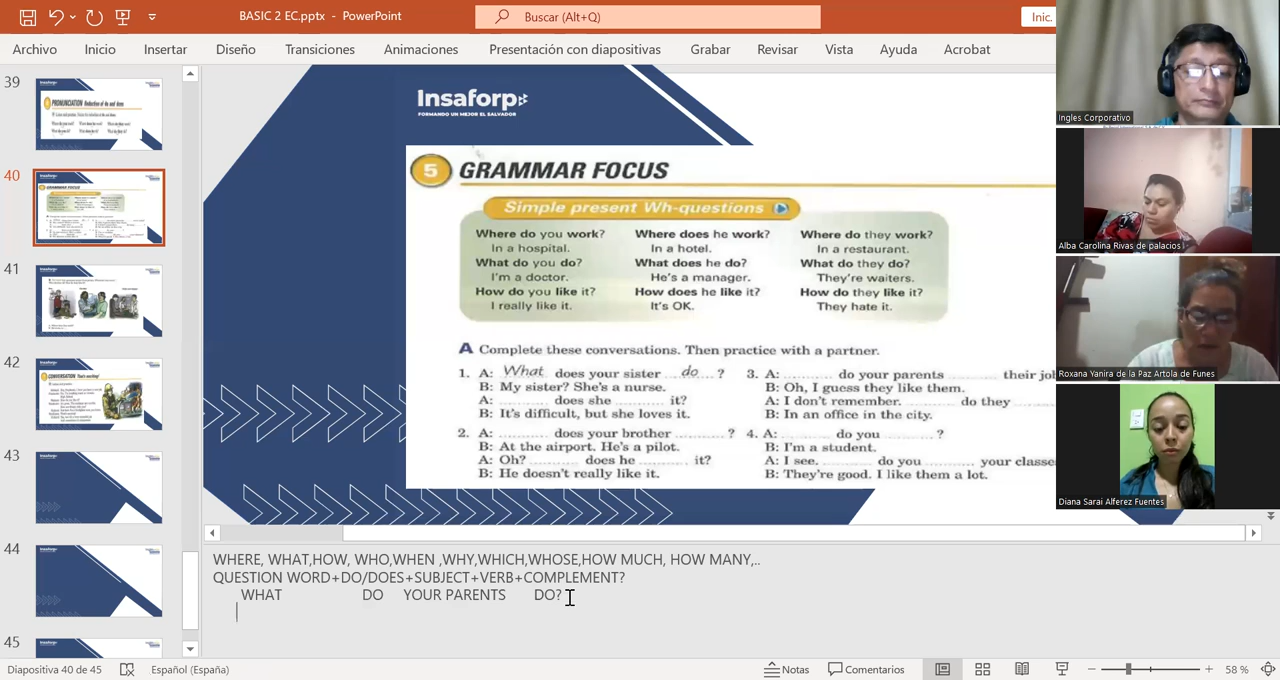 BASIC 2 EC.pptx - PowerPoint
Buscar (Alt+Q)
Inic.
Archivo Inicio Insertar Diseño Transiciones Animaciones Presentación con diapositivas Grabar Revisar Vista Ayuda Acrobat
39
40
41
42
43
44
45
Insaforp
FORMANDO UN MEJOR EL SALVADOR
5 GRAMMAR FOCUS
Simple present Wh-questions
Where do you work? Where does he work? Where do they work?
In a hospital. In a hotel. In a restaurant.
What do you do? What does he do? What do they do?
I'm a doctor. He's a manager. They're waiters.
How do you like it? How does he like it? How do they like it?
I really like it. It's OK. They hate it.
A Complete these conversations. Then practice with a partner.
1. A: What does your sister do ?
B: My sister? She's a nurse.
A: ......... does she ......... it?
B: It's difficult, but she loves it.
2. A: ......... does your brother ......... ?
B: At the airport. He's a pilot.
A: Oh? ......... does he ......... it?
B: He doesn't really like it.
3. A: ......... do your parents ......... their
B: Oh, I guess they like them.
A: I don't remember. ......... do they .........
B: In an office in the city.
4. A: ......... do you ......... ?
B: I'm a student.
A: I see. ......... do you ......... your
B: They're good. I like them a lot.
Ingles Corporativo
Alba Carolina Rivas de palacios
Roxana Yanira de la Paz Artola de Funes
Diana Sarai Alferez Fuentes
WHERE, WHAT,HOW, WHO,WHEN ,WHY,WHICH,WHOSE,HOW MUCH, HOW MANY,..
QUESTION WORD+DO/DOES+SUBJECT+VERB+COMPLEMENT?
WHAT DO YOUR PARENTS DO?
Diapositiva 40 de 45 Español (España) Notas Comentarios 58 %